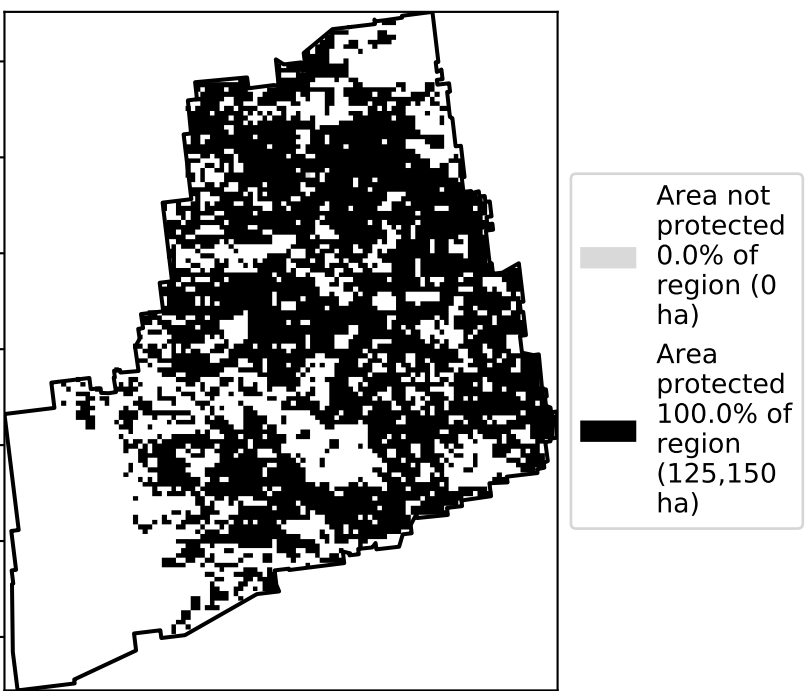 Area not
protected
0.0% of
region (0
ha)
Area
protected
100.0% of
region
(125,150
ha)